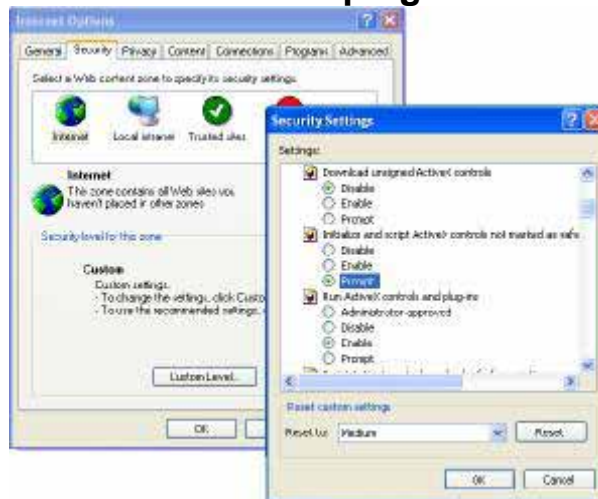 Internet Options
General Security Privacy Content Connections Programs Advanced
Select a Web content zone to specify its security settings.
Internet Local intranet Trusted sites
Internet
This zone contains all Web sites you
haven't placed in other zones
Security level for this zone
Custom
Custom settings.
- To change the settings, click Custo
- To use the recommended settings,
Custom Level...
OK
Security Settings
Settings:
Download unsigned ActiveX controls
Disable
Enable
Prompt
Initialize and script ActiveX controls not marked as safe
Disable
Enable
Prompt
Run ActiveX controls and plug-ins
Administrator approved
Disable
Enable
Prompt
Reset custom settings
Reset to: Medium Reset
OK Cancel